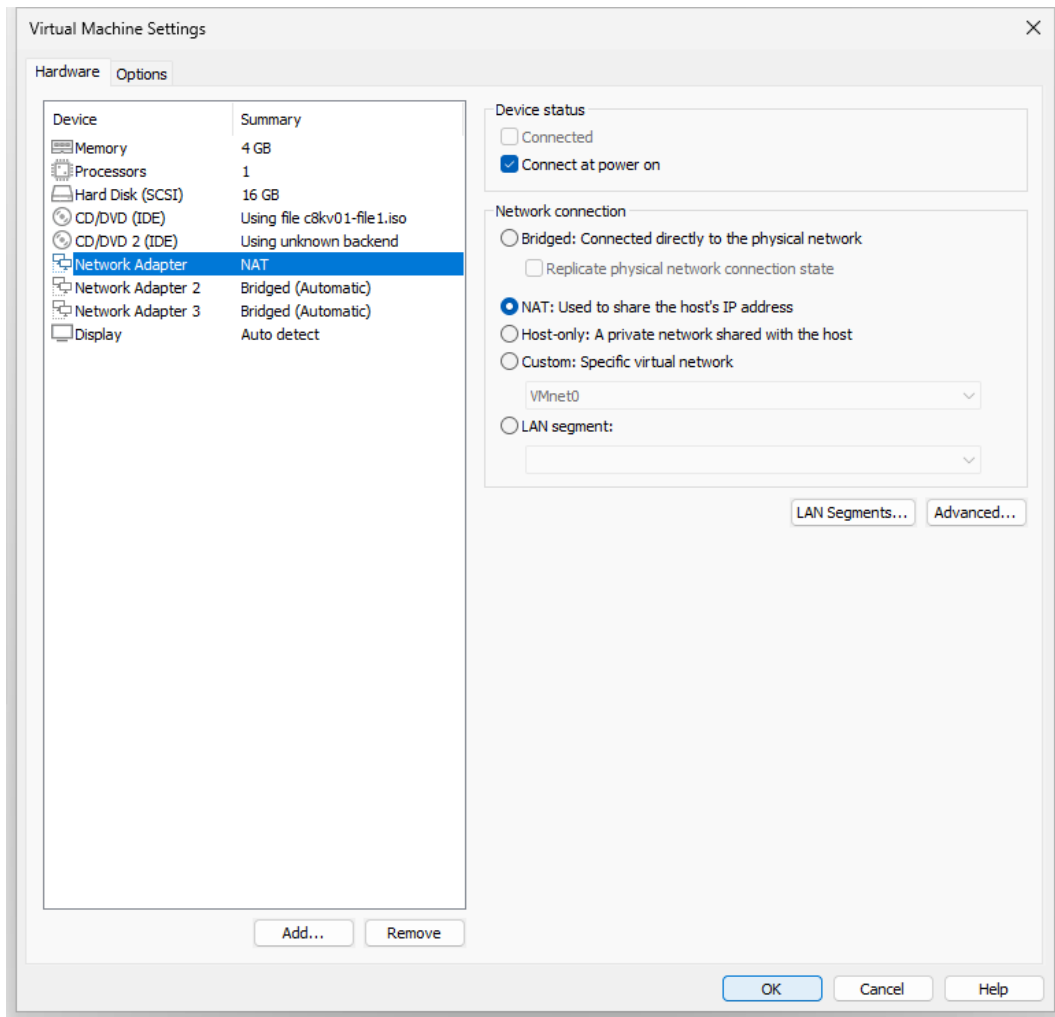 Virtual Machine Settings
Hardware Options
Device Summary
Memory 4 GB
Processors 1
Hard Disk (SCSI) 16 GB
CD/DVD (IDE) Using file c8kv01-file1.iso
CD/DVD 2 (IDE) Using unknown backend
Network Adapter NAT
Network Adapter 2 Bridged (Automatic)
Network Adapter 3 Bridged (Automatic)
Display Auto detect
Add... Remove
Device status
Connected
Connect at power on
Network connection
Bridged: Connected directly to the physical network
Replicate physical network connection state
NAT: Used to share the host's IP address
Host-only: A private network shared with the host
Custom: Specific virtual network
VMnet0
LAN segment:
LAN Segments... Advanced...
OK Cancel Help